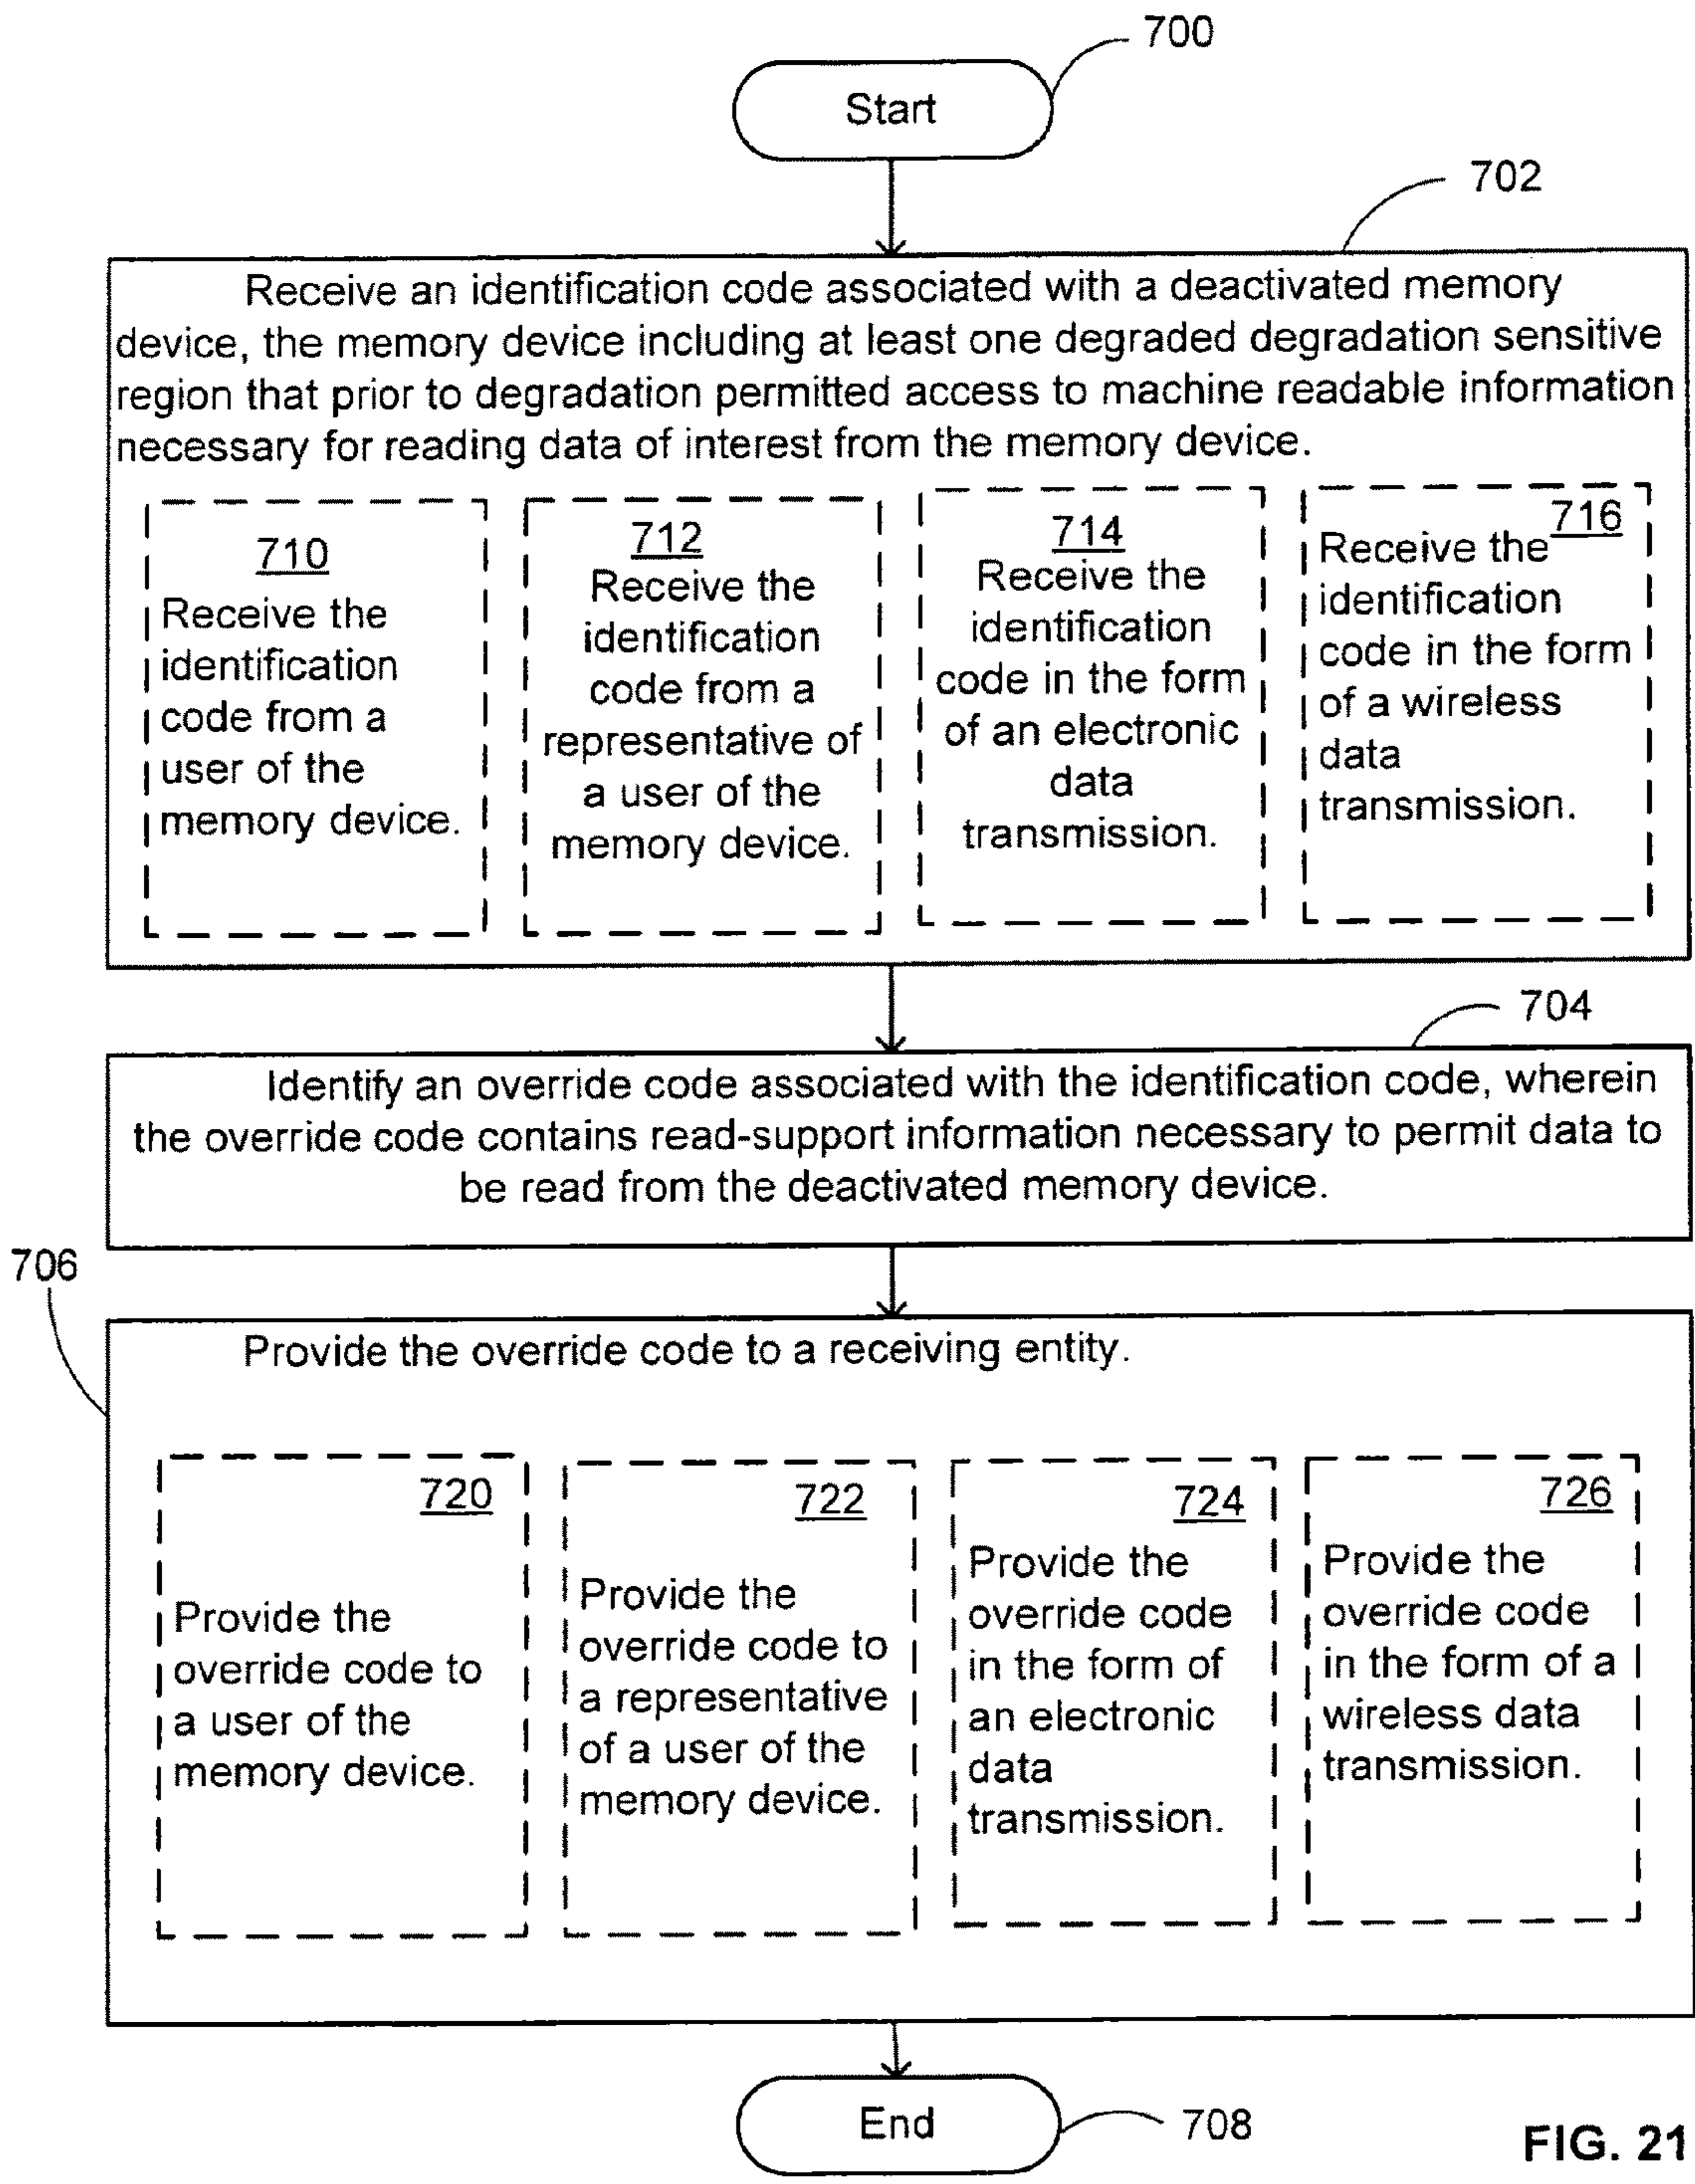 700
Start
702
Receive an identification code associated with a deactivated memory
device, the memory device including at least one degraded degradation sensitive
region that prior to degradation permitted access to machine readable information
necessary for reading data of interest from the memory device.
710
Receive the
identification
code from a
user of the
memory device.
712
Receive the
identification
code from a
representative of
a user of the
memory device.
714
Receive the
identification
code in the form
of an electronic
data
transmission.
716
Receive the
identification
code in the form
of a wireless
data
transmission.
704
Identify an override code associated with the identification code, wherein
the override code contains read-support information necessary to permit data to
be read from the deactivated memory device.
706
Provide the override code to a receiving entity.
720
Provide the
override code to
a user of the
memory device.
722
Provide the
override code to
a representative
of a user of the
memory device.
724
Provide the
override code
in the form of
an electronic
data
transmission.
726
Provide the
override code
in the form of a
wireless data
transmission.
End
708
FIG. 21